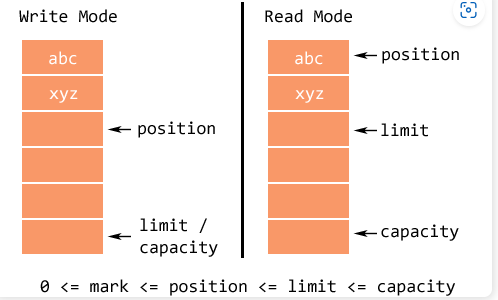 Write Mode
abc
xyz
position
limit /
capacity
Read Mode
abc
position
xyz
limit
capacity
0 <= mark <= position <= limit <= capacity